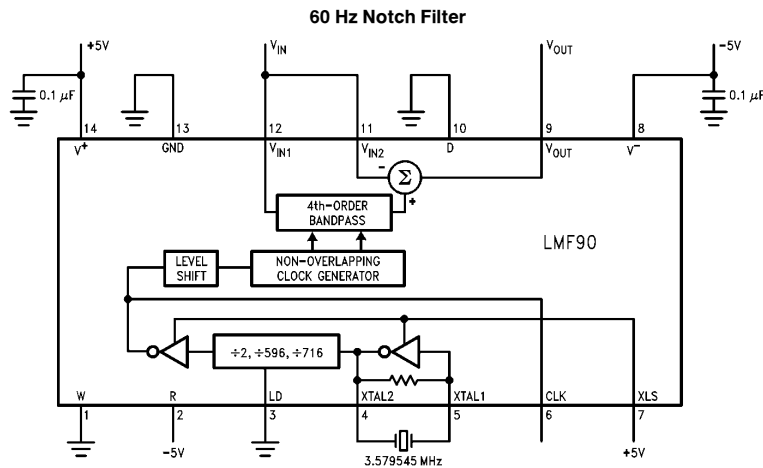 60 Hz Notch Filter
+5V
V_IN
V_OUT
-5V
0.1 μF
0.1 μF
14
13
12
11
10
9
8
V⁺
GND
V_IN1
V_IN2
D
V_OUT
V⁻
-
Σ
+
4th-ORDER
BANDPASS
LMF90
LEVEL
SHIFT
NON-OVERLAPPING
CLOCK GENERATOR
÷2, ÷596, ÷716
W
R
LD
XTAL2
XTAL1
CLK
XLS
1
2
3
4
5
6
7
-5V
+5V
3.579545 MHz